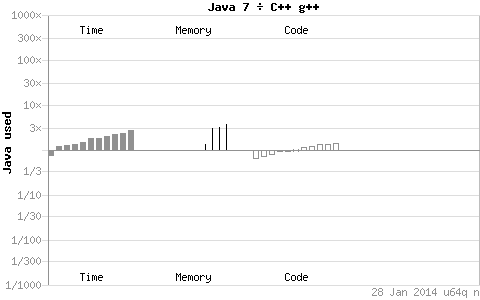 Java 7 ÷ C++ g++
1000×
Time Memory Code
300×
100×
30×
10×
3×
Java used
1/3
1/10
1/30
1/100
1/300
Time Memory Code
1/1000
28 Jan 2014 u64q n